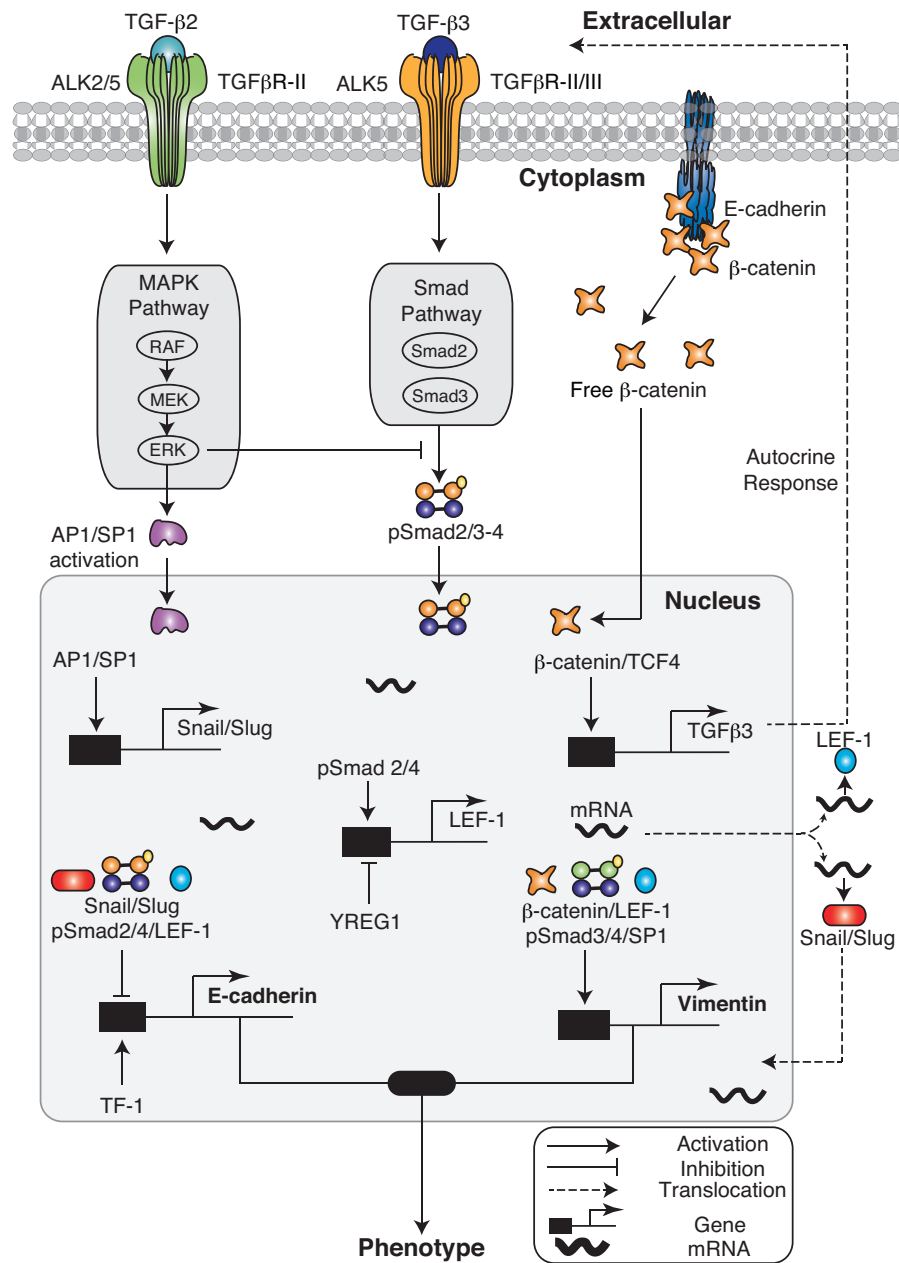 TGF-β2
TGF-β3
Extracellular
ALK2/5
TGFβR-II
ALK5
TGFβR-II/III
Cytoplasm
E-cadherin
β-catenin
MAPK
Pathway
RAF
MEK
ERK
Smad
Pathway
Smad2
Smad3
Free β-catenin
Autocrine
Response
AP1/SP1
activation
pSmad2/3-4
Nucleus
AP1/SP1
Snail/Slug
β-catenin/TCF4
TGFβ3
LEF-1
pSmad 2/4
LEF-1
YREG1
mRNA
Snail/Slug
Snail/Slug
pSmad2/4/LEF-1
β-catenin/LEF-1
pSmad3/4/SP1
E-cadherin
Vimentin
TF-1
Activation
Inhibition
Translocation
Gene
mRNA
Phenotype